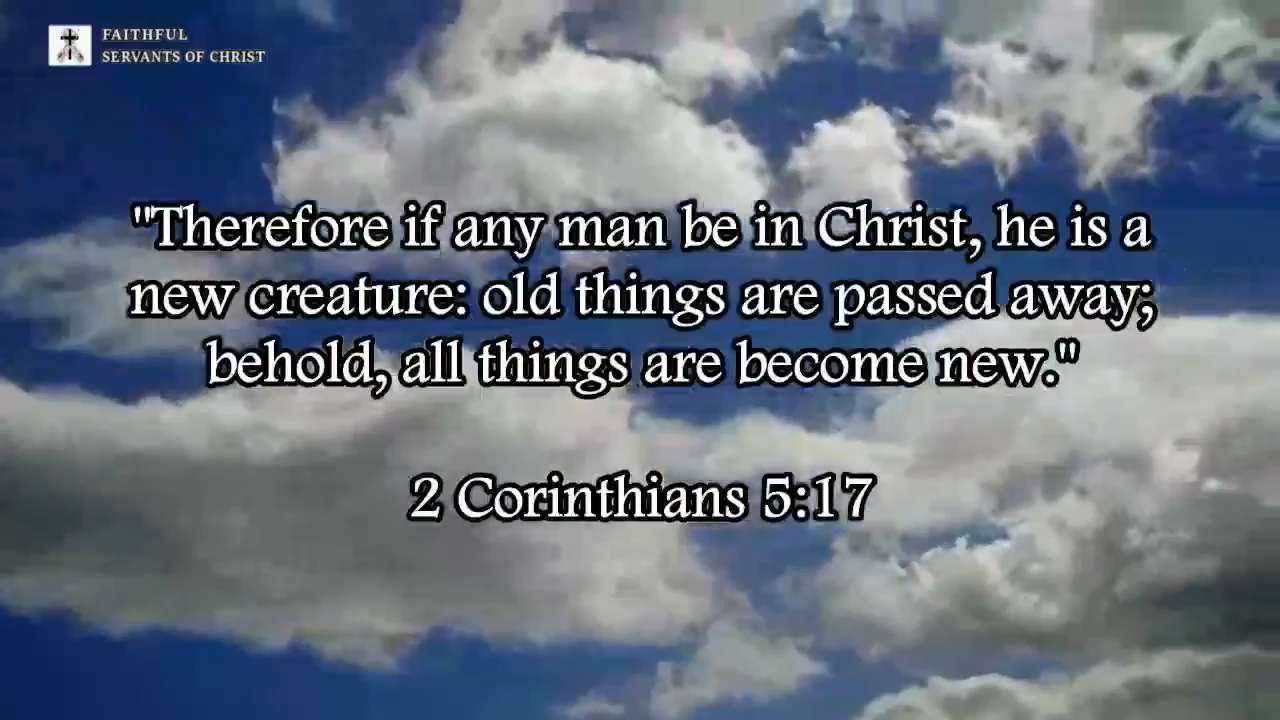 FAITHFUL
SERVANTS OF CHRIST
"Therefore if any man be in Christ, he is a
new creature: old things are passed away;
behold, all things are become new."
2 Corinthians 5:17